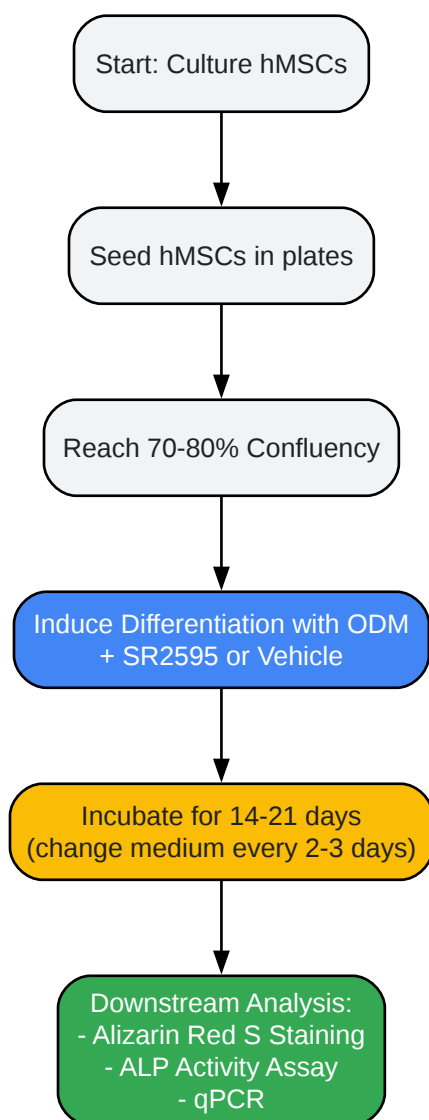 Start: Culture hMSCs
Seed hMSCs in plates
Reach 70-80% Confluency
Induce Differentiation with ODM
+ SR2595 or Vehicle
Incubate for 14-21 days
(change medium every 2-3 days)
Downstream Analysis:
- Alizarin Red S Staining
- ALP Activity Assay
- qPCR